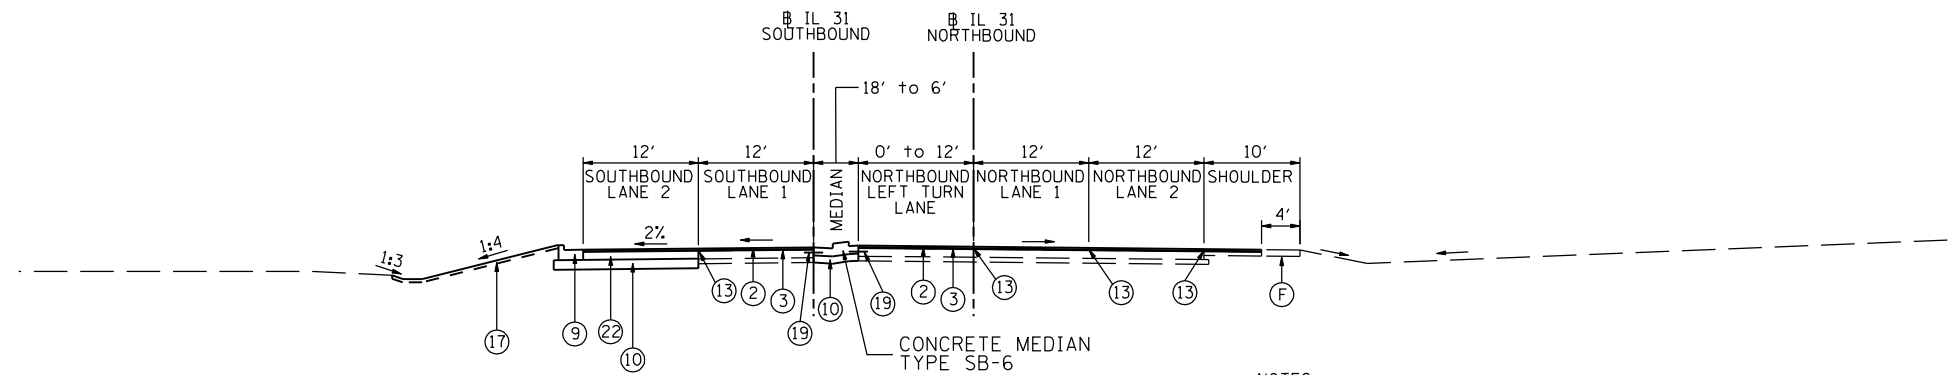 ℄ IL 31
SOUTHBOUND
℄ IL 31
NORTHBOUND
18' to 6'
12'
12'
0' to 12'
12'
12'
10'
SOUTHBOUND
LANE 2
SOUTHBOUND
LANE 1
MEDIAN
NORTHBOUND
LEFT TURN
LANE
NORTHBOUND
LANE 1
NORTHBOUND
LANE 2
SHOULDER
4'
1:3
1:4
2%
17
9
22
10
13
2
3
19
10
19
2
3
13
13
13
F
CONCRETE MEDIAN
TYPE SB-6
NOTES